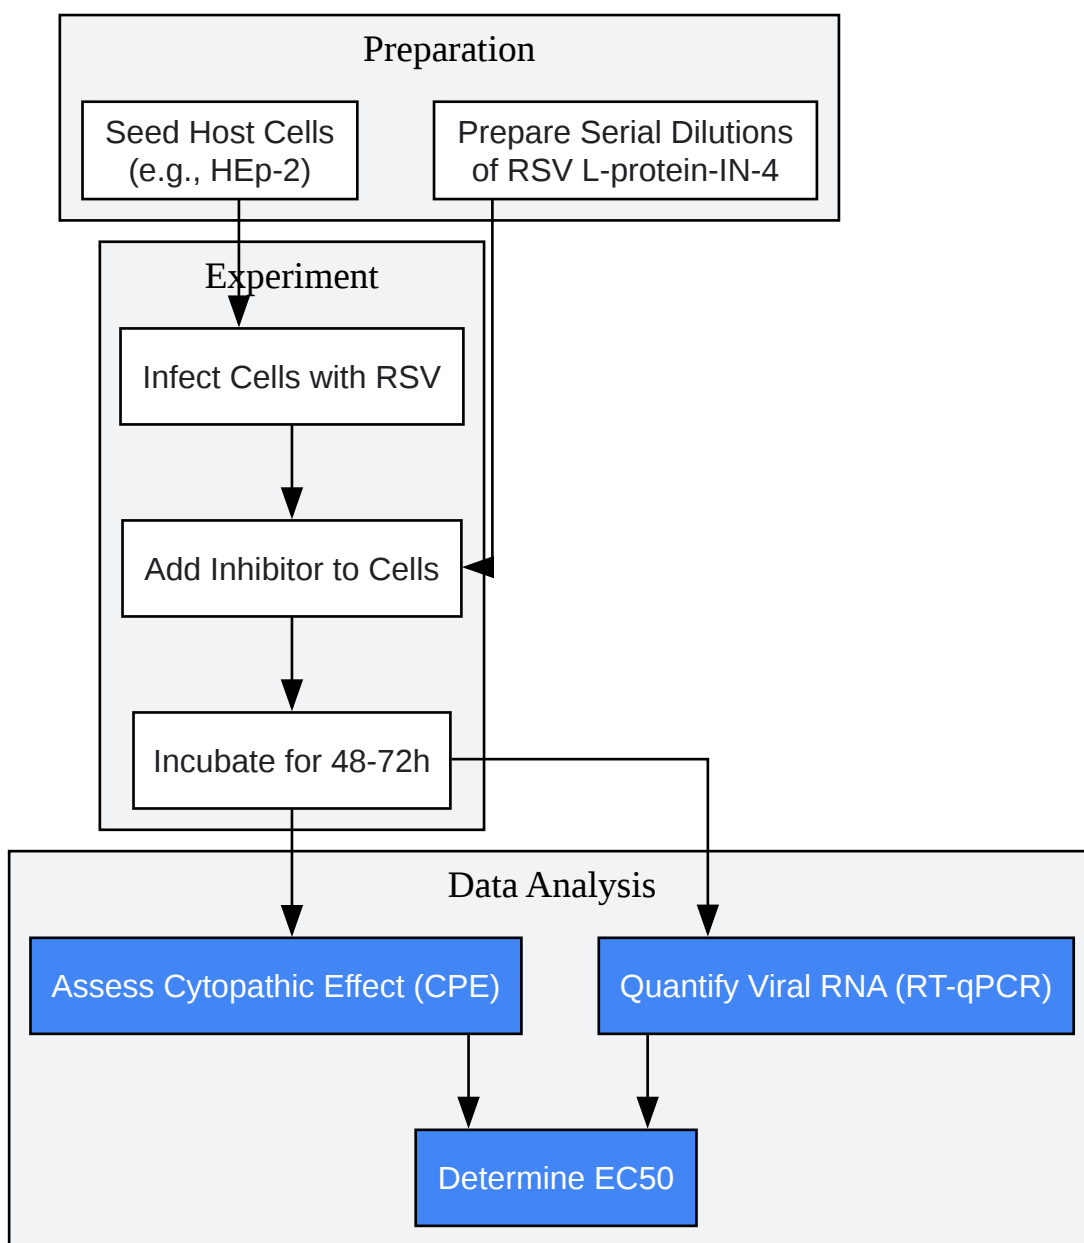 Preparation
Seed Host Cells
(e.g., HEp-2)
Prepare Serial Dilutions
of RSV L-protein-IN-4
Experiment
Infect Cells with RSV
Add Inhibitor to Cells
Incubate for 48-72h
Data Analysis
Assess Cytopathic Effect (CPE)
Quantify Viral RNA (RT-qPCR)
Determine EC50